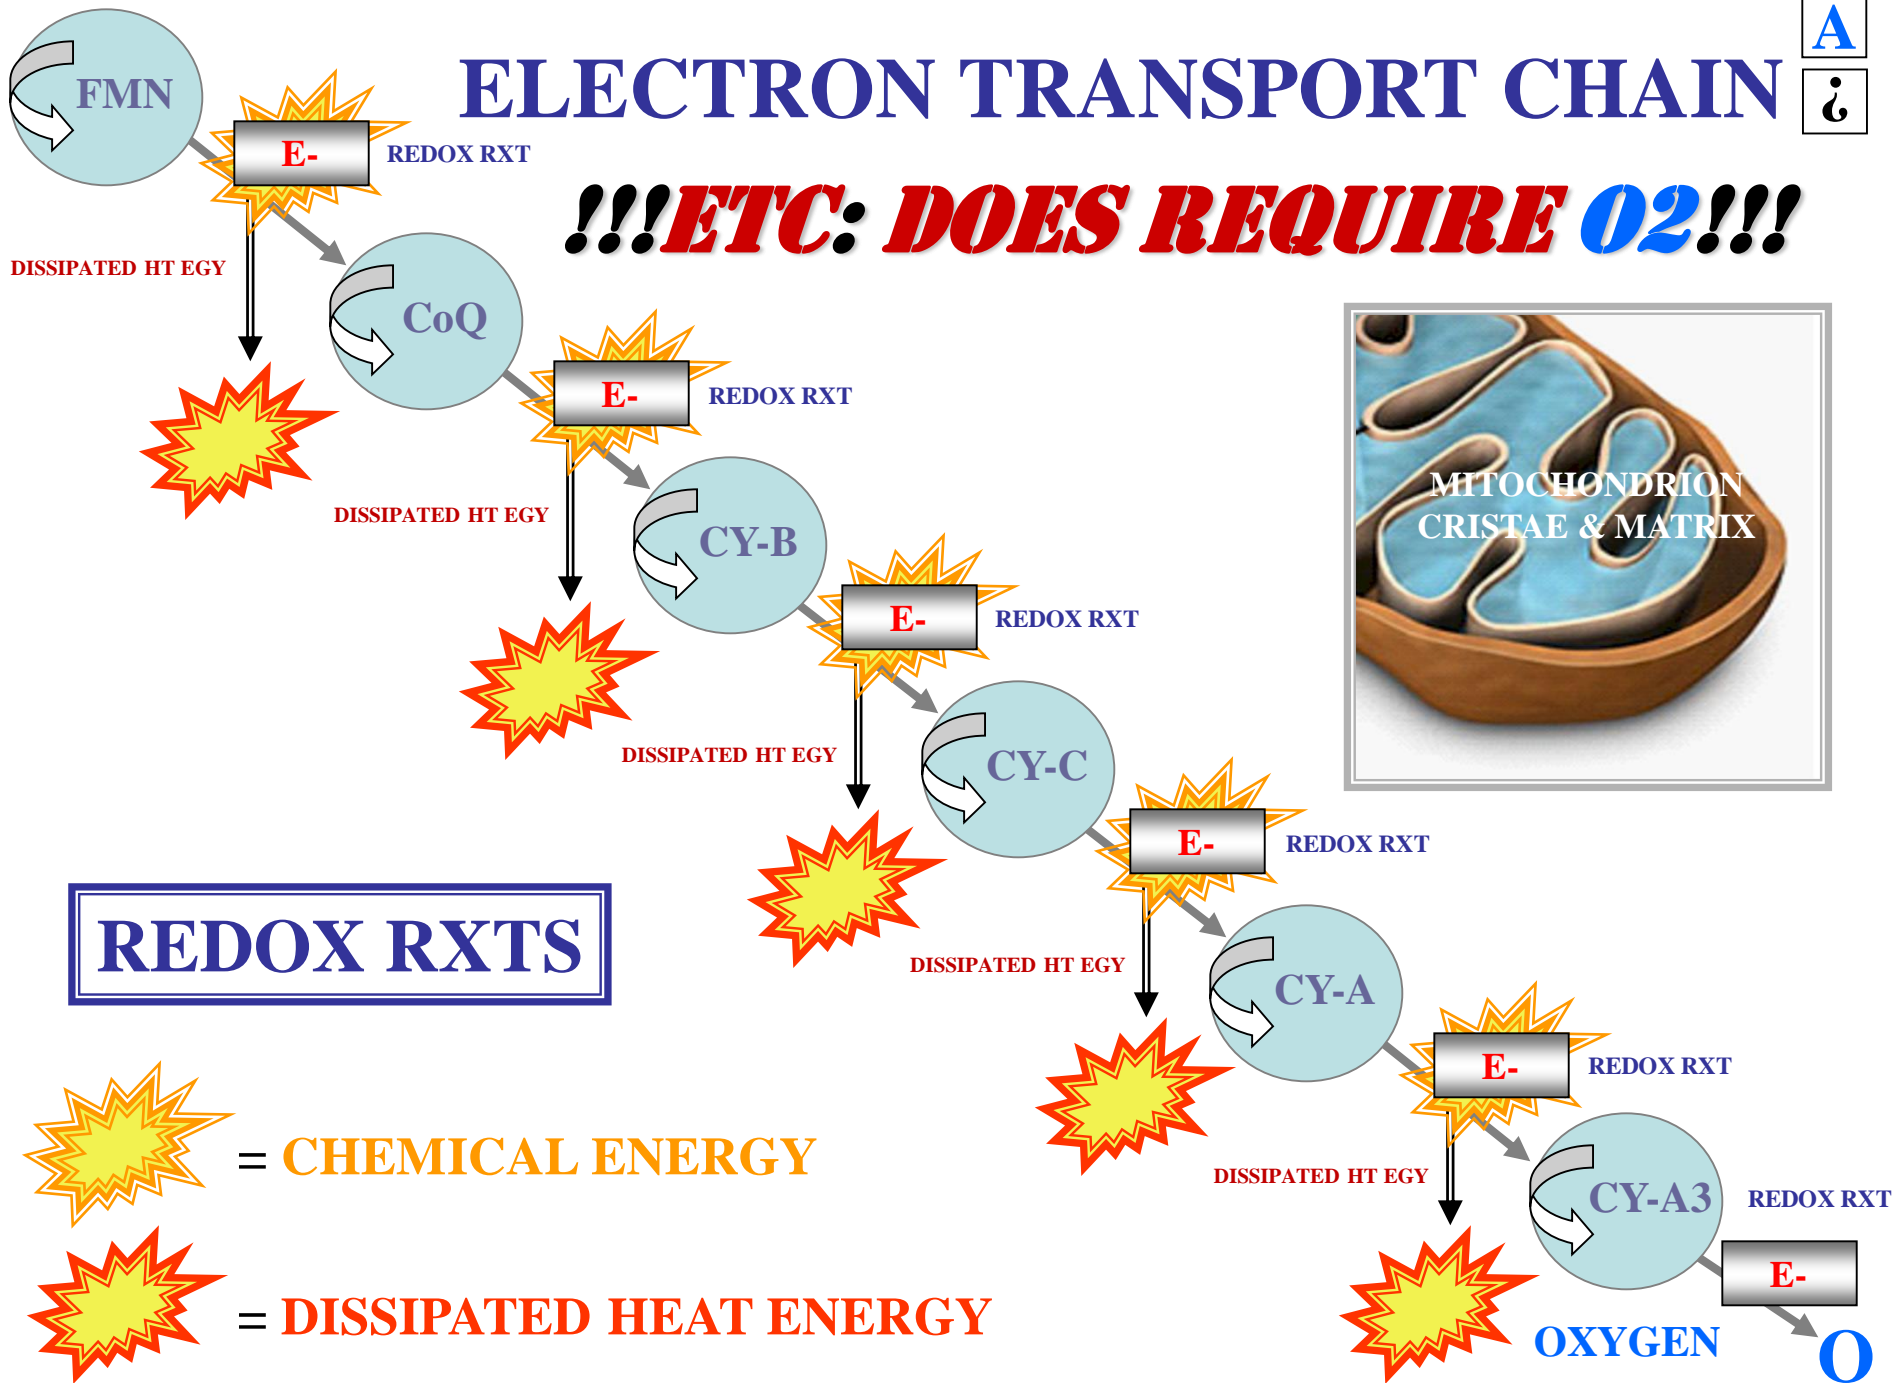 A
ELECTRON TRANSPORT CHAIN
¿
FMN
E-
REDOX RXT
!!!ETC: DOES REQUIRE O2!!!
DISSIPATED HT EGY
CoQ
E-
REDOX RXT
MITOCHONDRION
CRISTAE & MATRIX
DISSIPATED HT EGY
CY-B
E-
REDOX RXT
DISSIPATED HT EGY
CY-C
E-
REDOX RXT
REDOX RXTS
DISSIPATED HT EGY
CY-A
E-
REDOX RXT
= CHEMICAL ENERGY
DISSIPATED HT EGY
CY-A3
REDOX RXT
E-
= DISSIPATED HEAT ENERGY
OXYGEN
O